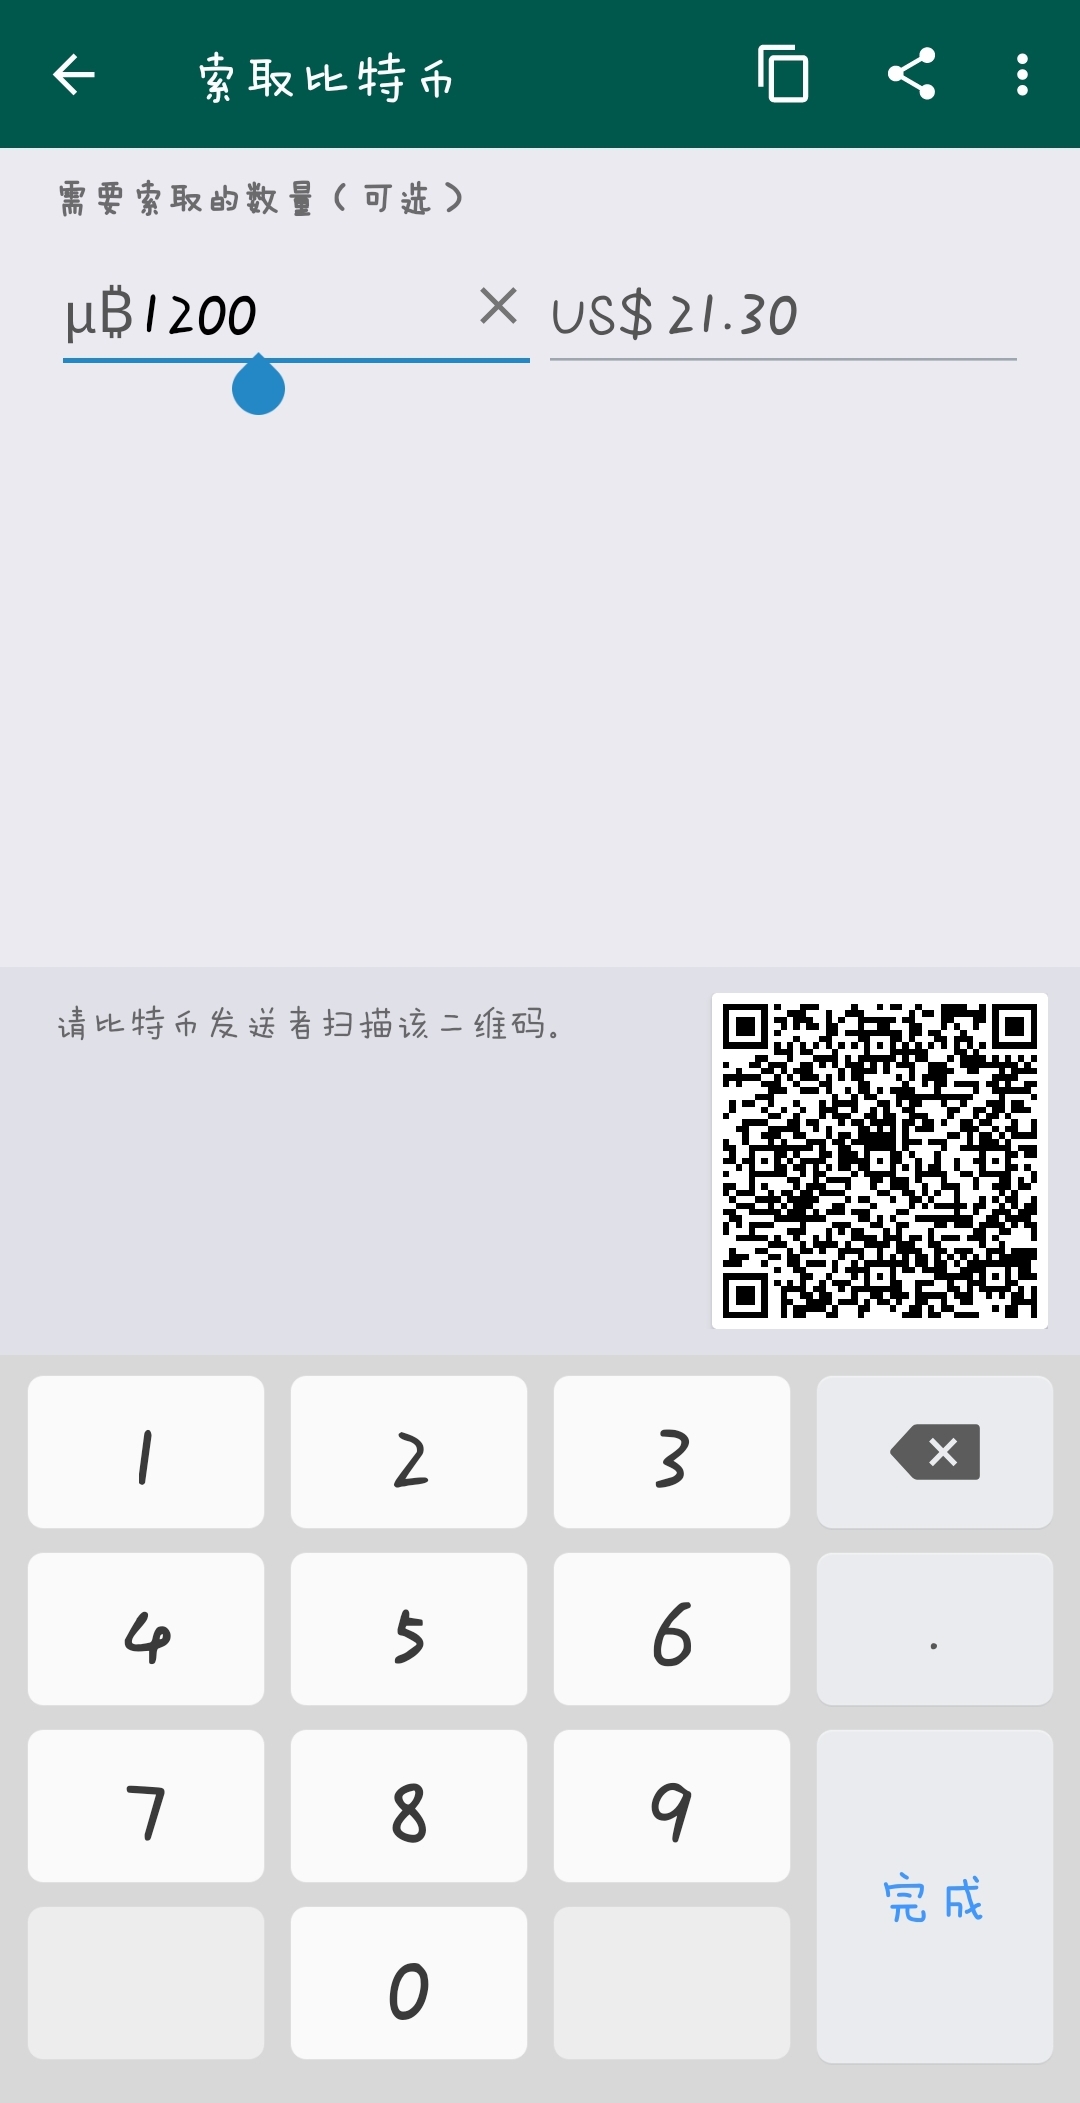 索取比特币
需要索取的数量(可选)
µ₿1200 US$ 21.30
请比特币发送者扫描该二维码。
1 2 3
4 5 6 .
7 8 9
完成
0